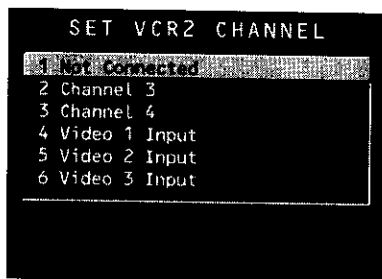 SET VCR2 CHANNEL
1 Not Connected
2 Channel 3
3 Channel 4
4 Video 1 Input
5 Video 2 Input
6 Video 3 Input